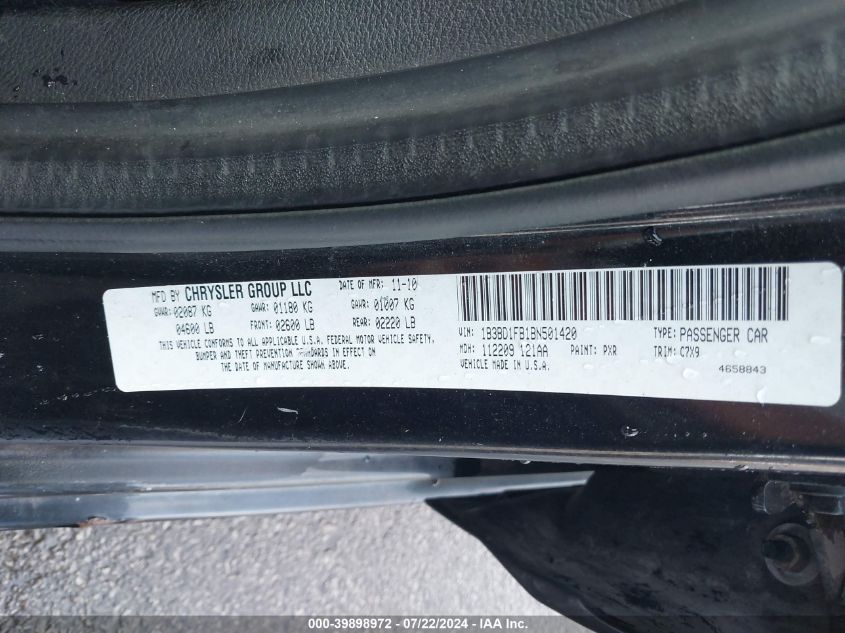 MFD BY CHRYSLER GROUP LLC DATE OF MFR: 11-10
GVWR: 02087 KG GAWR: 01180 KG GAWR: 01007 KG
04600 LB FRONT: 02600 LB REAR: 02220 LB
THIS VEHICLE CONFORMS TO ALL APPLICABLE U.S.A. FEDERAL MOTOR VEHICLE SAFETY,
BUMPER AND THEFT PREVENTION STANDARDS IN EFFECT ON
THE DATE OF MANUFACTURE SHOWN ABOVE.
VIN: 1B3BD1FB1BN501420 TYPE: PASSENGER CAR
MDH: 112209 121AA PAINT: PXR TRIM: C7X9
VEHICLE MADE IN U.S.A. 4658843
000-39898972 | 07/22/2024 | IAA Inc.